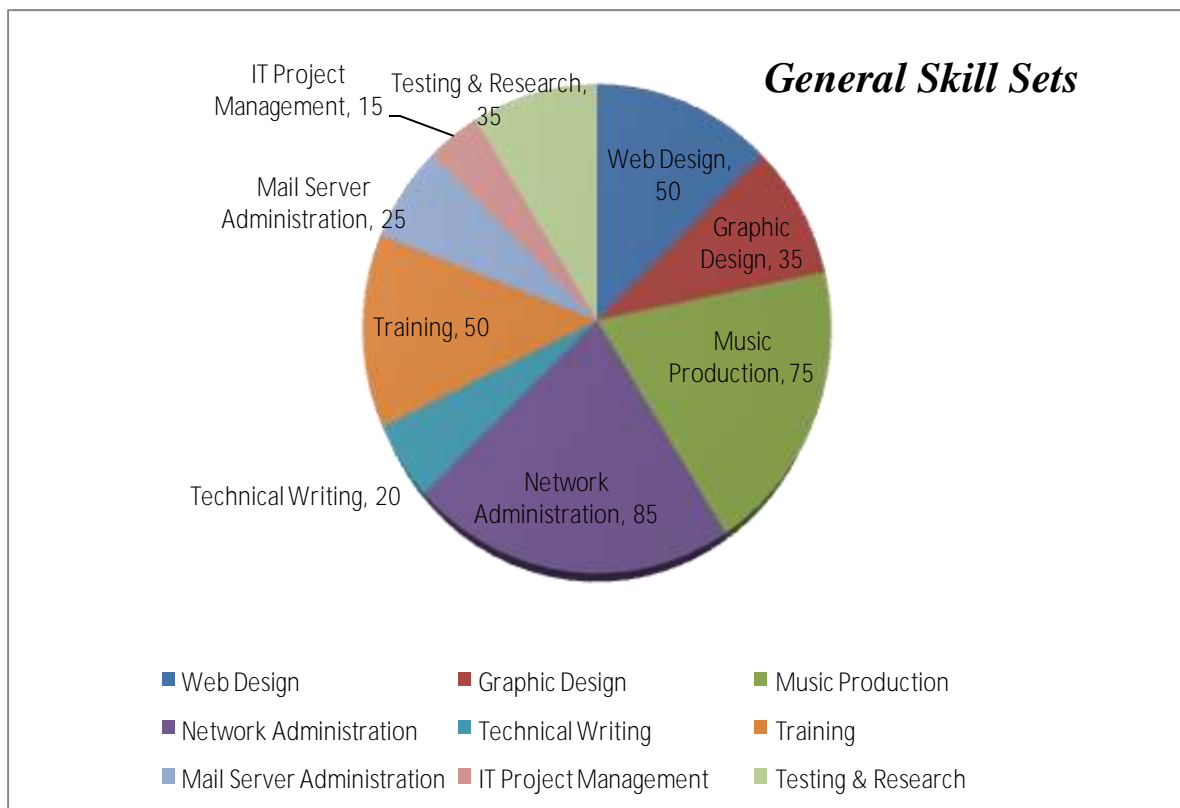 General Skill Sets
IT Project
Management, 15
Testing & Research,
35
Web Design,
50
Mail Server
Administration, 25
Graphic
Design, 35
Training, 50
Music
Production, 75
Technical Writing, 20
Network
Administration, 85
Web Design
Graphic Design
Music Production
Network Administration
Technical Writing
Training
Mail Server Administration
IT Project Management
Testing & Research